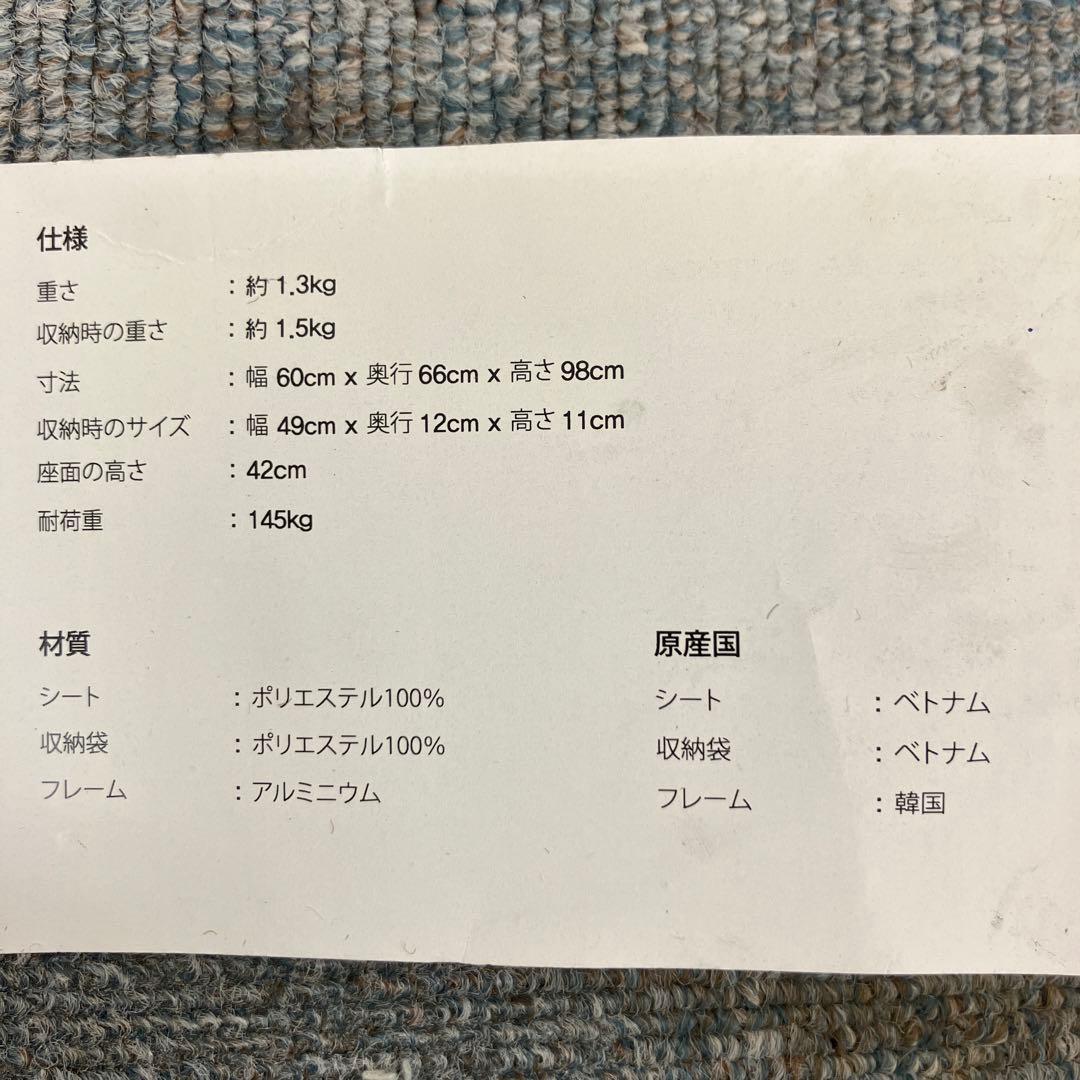 仕様
重さ : 約 1.3kg
収納時の重さ : 約 1.5kg
寸法 : 幅 60cm x 奥行 66cm x 高さ 98cm
収納時のサイズ : 幅 49cm x 奥行 12cm x 高さ 11cm
座面の高さ : 42cm
耐荷重 : 145kg
材質
シート : ポリエステル100%
収納袋 : ポリエステル100%
フレーム : アルミニウム
原産国
シート : ベトナム
収納袋 : ベトナム
フレーム : 韓国